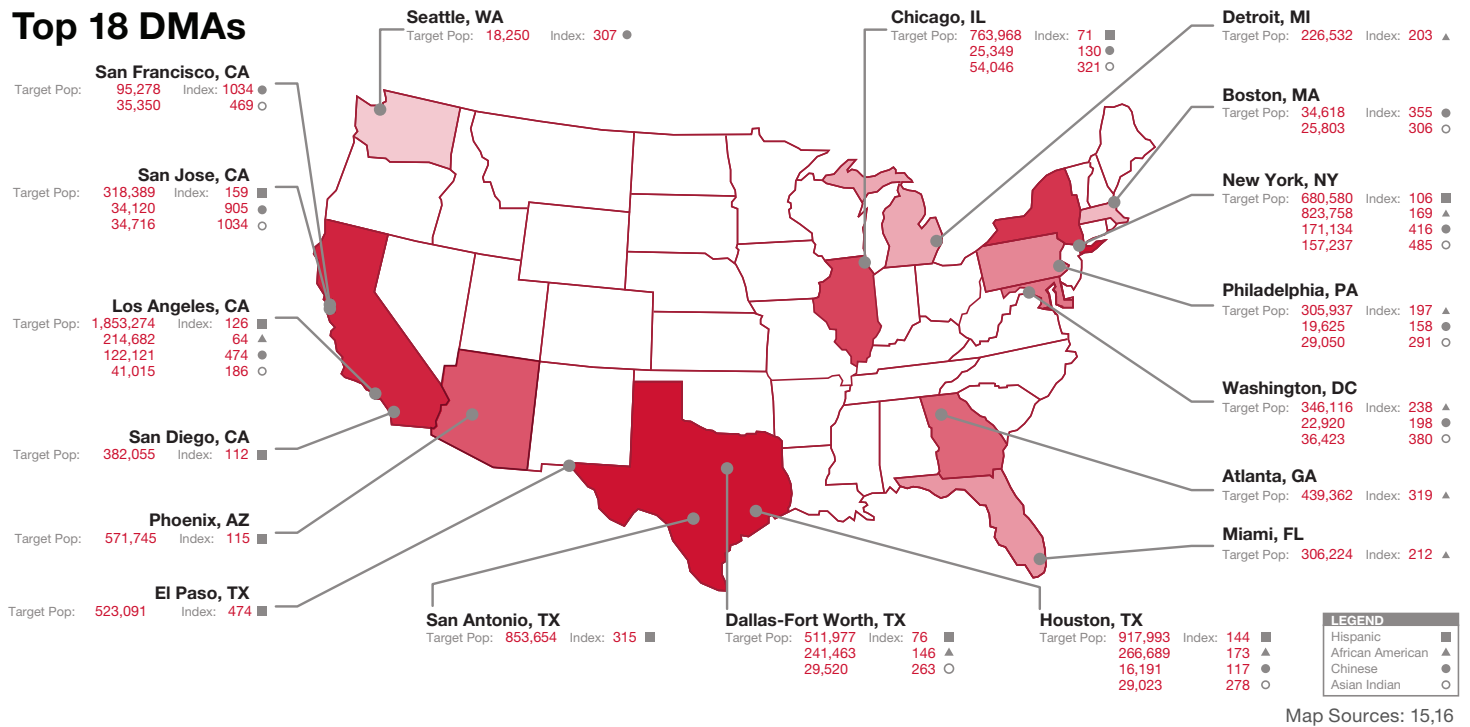 Top 18 DMAs
Seattle, WA
Target Pop: 18,250 Index: 307 ●
Chicago, IL
Target Pop: 763,968 Index: 71 ■
25,349 130 ●
54,046 321 ○
Detroit, MI
Target Pop: 226,532 Index: 203 ▲
San Francisco, CA
Target Pop: 95,278 Index: 1034 ●
35,350 469 ○
Boston, MA
Target Pop: 34,618 Index: 355 ●
25,803 306 ○
San Jose, CA
Target Pop: 318,389 Index: 159 ■
34,120 905 ●
34,716 1034 ○
New York, NY
Target Pop: 680,580 Index: 106 ■
823,758 169 ▲
171,134 416 ●
157,237 485 ○
Los Angeles, CA
Target Pop: 1,853,274 Index: 126 ■
214,682 64 ▲
122,121 474 ●
41,015 186 ○
Philadelphia, PA
Target Pop: 305,937 Index: 197 ▲
19,625 158 ●
29,050 291 ○
Washington, DC
Target Pop: 346,116 Index: 238 ▲
22,920 198 ●
36,423 380 ○
San Diego, CA
Target Pop: 382,055 Index: 112 ■
Atlanta, GA
Target Pop: 439,362 Index: 319 ▲
Phoenix, AZ
Target Pop: 571,745 Index: 115 ■
Miami, FL
Target Pop: 306,224 Index: 212 ▲
El Paso, TX
Target Pop: 523,091 Index: 474 ■
San Antonio, TX
Target Pop: 853,654 Index: 315 ■
Dallas-Fort Worth, TX
Target Pop: 511,977 Index: 76 ■
241,463 146 ▲
29,520 263 ○
Houston, TX
Target Pop: 917,993 Index: 144 ■
266,689 173 ▲
16,191 117 ●
29,023 278 ○
LEGEND
Hispanic ■
African American ▲
Chinese ●
Asian Indian ○
Map Sources: 15,16